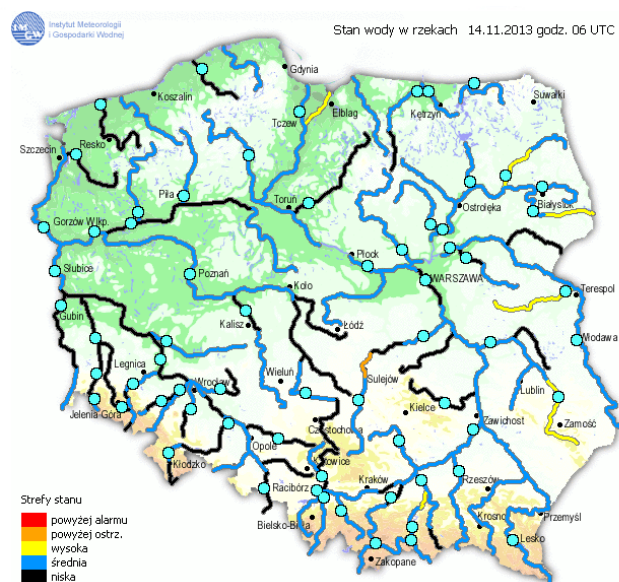 IMGW
Instytut Meteorologii
i Gospodarki Wodnej
Stan wody w rzekach 14.11.2013 godz. 06 UTC
Gdynia
Koszalin
Suwałki
Elbląg
Kętrzyn
Tczew
Resko
Szczecin
Piła
Białystok
Toruń
Ostrołęka
Gorzów Wlkp.
Płock
Słubice
Poznań
WARSZAWA
Koło
Terespol
Gubin
Kalisz
Łódź
Włodawa
Legnica
Wieluń
Sulejów
Wrocław
Lublin
Jelenia Góra
Kielce
Zawichost
Zamość
Częstochowa
Opole
Kłodzko
Katowice
Racibórz
Kraków
Rzeszów
Bielsko-Biała
Krosno
Przemyśl
Lesko
Zakopane
Strefy stanu
powyżej alarmu
powyżej ostrz.
wysoka
średnia
niska